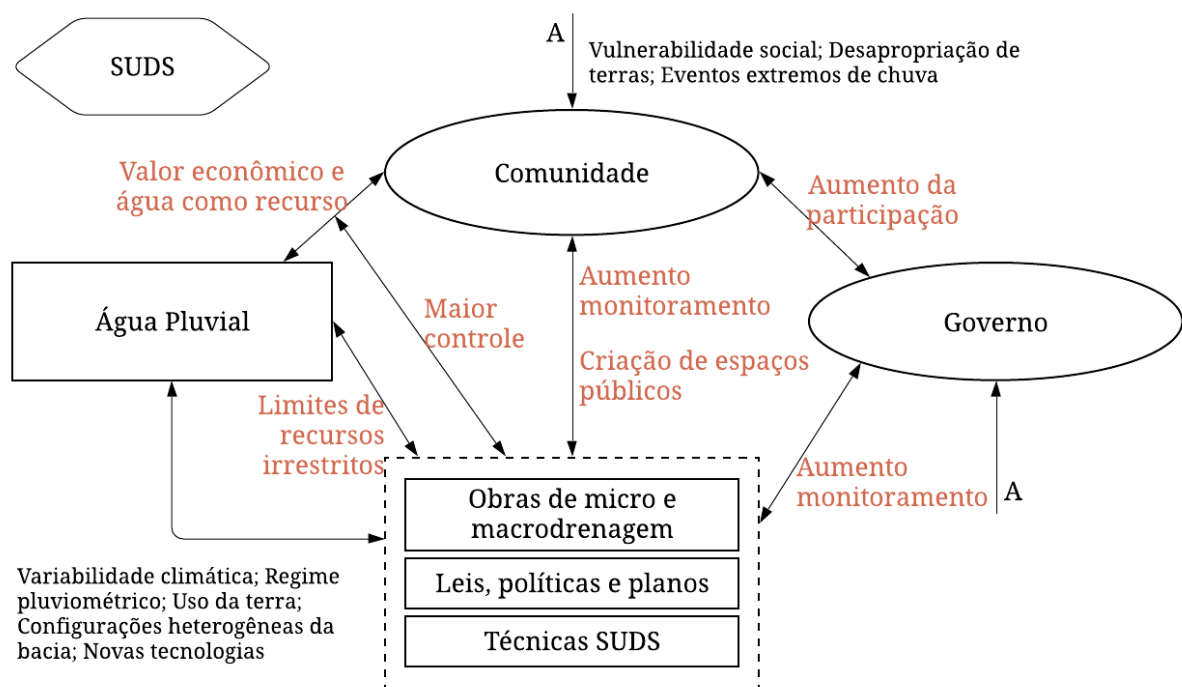 SUDS
A
Vulnerabilidade social; Desapropriação de
terras; Eventos extremos de chuva
Comunidade
Valor econômico e
água como recurso
Aumento da
participação
Água Pluvial
Maior
controle
Aumento
monitoramento
Criação de espaços
públicos
Governo
Limites de
recursos
irrestritos
Aumento
monitoramento
A
Obras de micro e
macrodrenagem
Leis, políticas e planos
Técnicas SUDS
Variabilidade climática; Regime
pluviométrico; Uso da terra;
Configurações heterogêneas da
bacia; Novas tecnologias